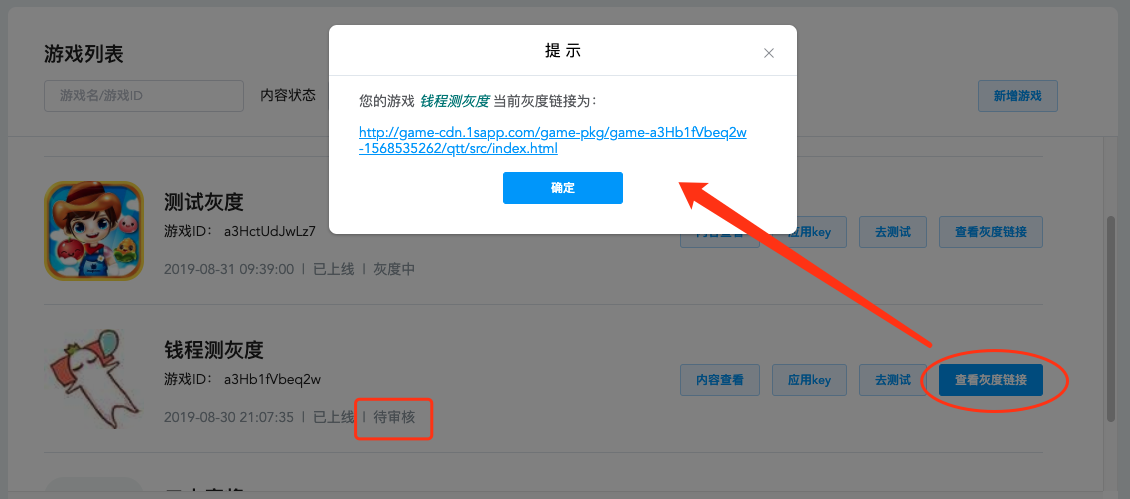 游戏列表
游戏名/游戏ID
内容状态
新增游戏
提 示
您的游戏 钱程测灰度 当前灰度链接为：
http://game-cdn.1sapp.com/game-pkg/game-a3Hb1fVbeq2w
-1568535262/qtt/src/index.html
确定
测试灰度
游戏ID： a3HctUdJwLz7
2019-08-31 09:39:00 | 已上线 | 灰度中
内容查看 应用key 去测试 查看灰度链接
钱程测灰度
游戏ID： a3Hb1fVbeq2w
2019-08-30 21:07:35 | 已上线 | 待审核
内容查看 应用key 去测试 查看灰度链接